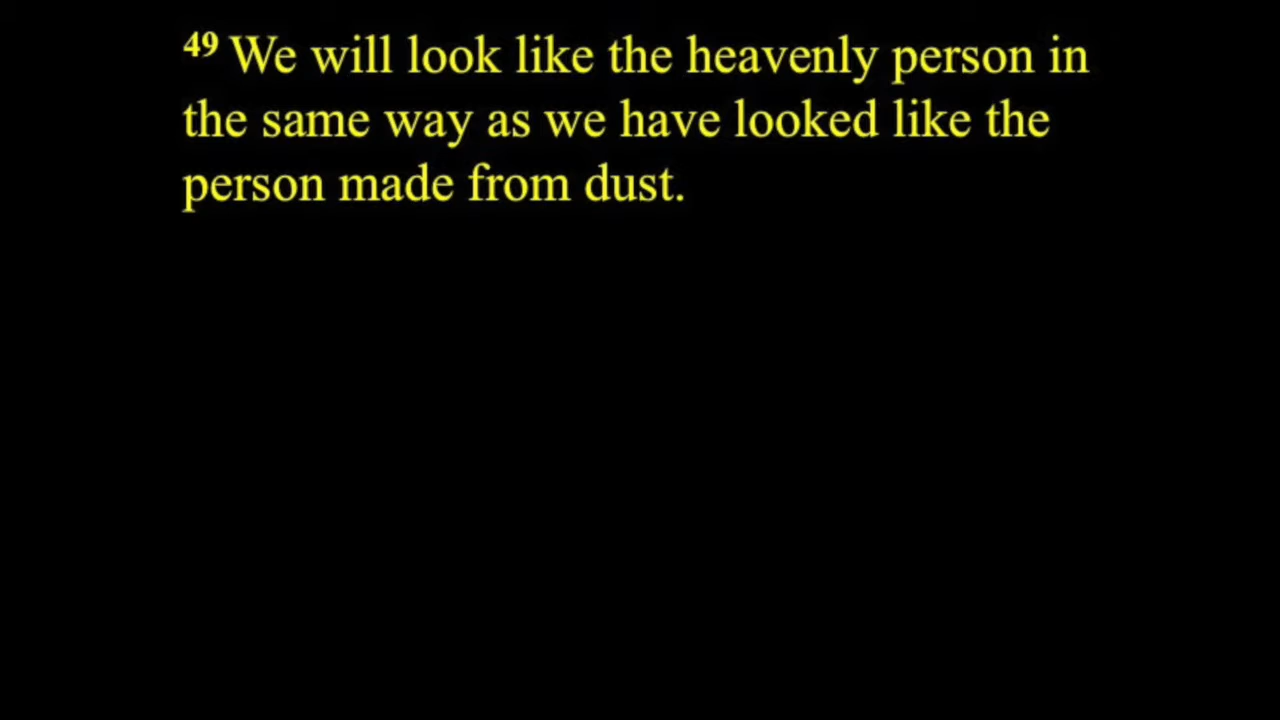 49 We will look like the heavenly person in
the same way as we have looked like the
person made from dust.